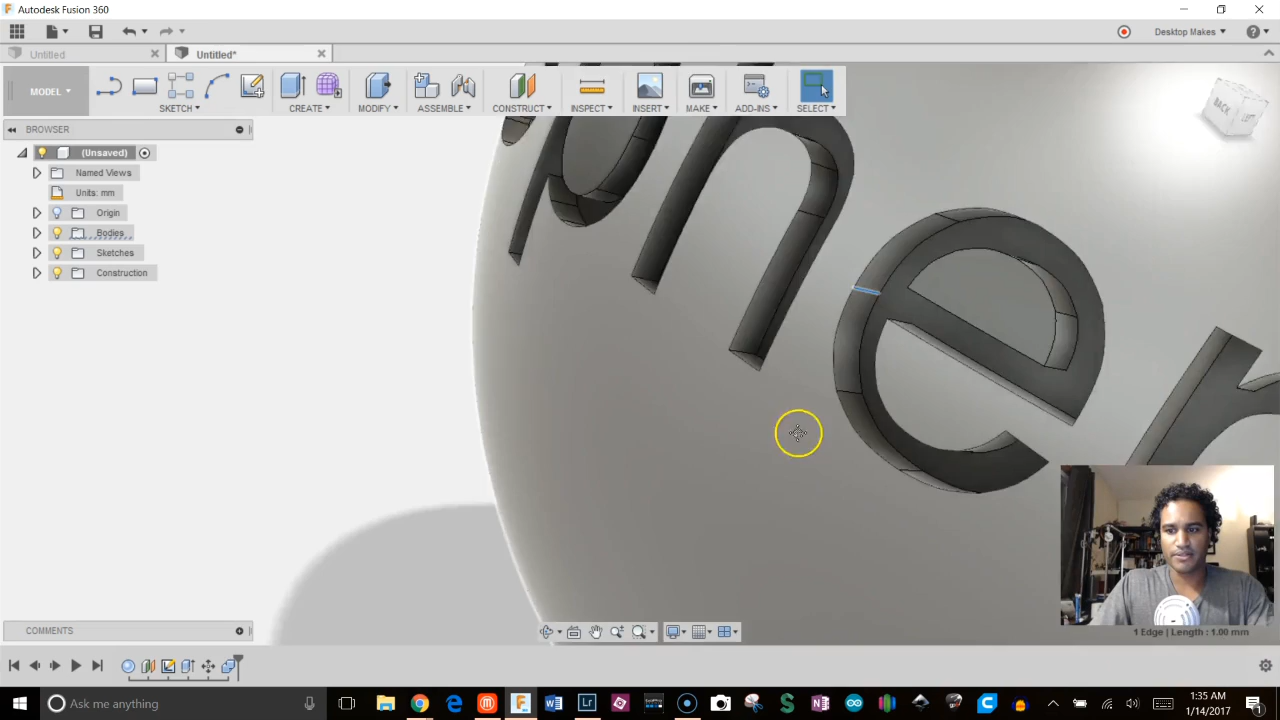 Autodesk Fusion 360
Desktop Makes
Untitled
Untitled*
MODEL
SKETCH
CREATE
MODIFY
ASSEMBLE
CONSTRUCT
INSPECT
INSERT
MAKE
ADD-INS
SELECT
BACK
LEFT
BROWSER
(Unsaved)
Named Views
Units: mm
Origin
Bodies
Sketches
Construction
pher
COMMENTS
1 Edge | Length : 1.00 mm
Ask me anything
1:35 AM
1/14/2017